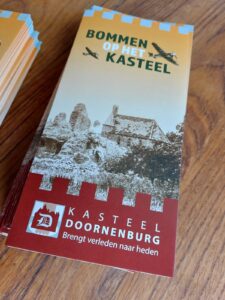 BOMMEN
OP HET
KASTEEL
KASTEEL
DOORNENBURG
Brengt verleden naar heden